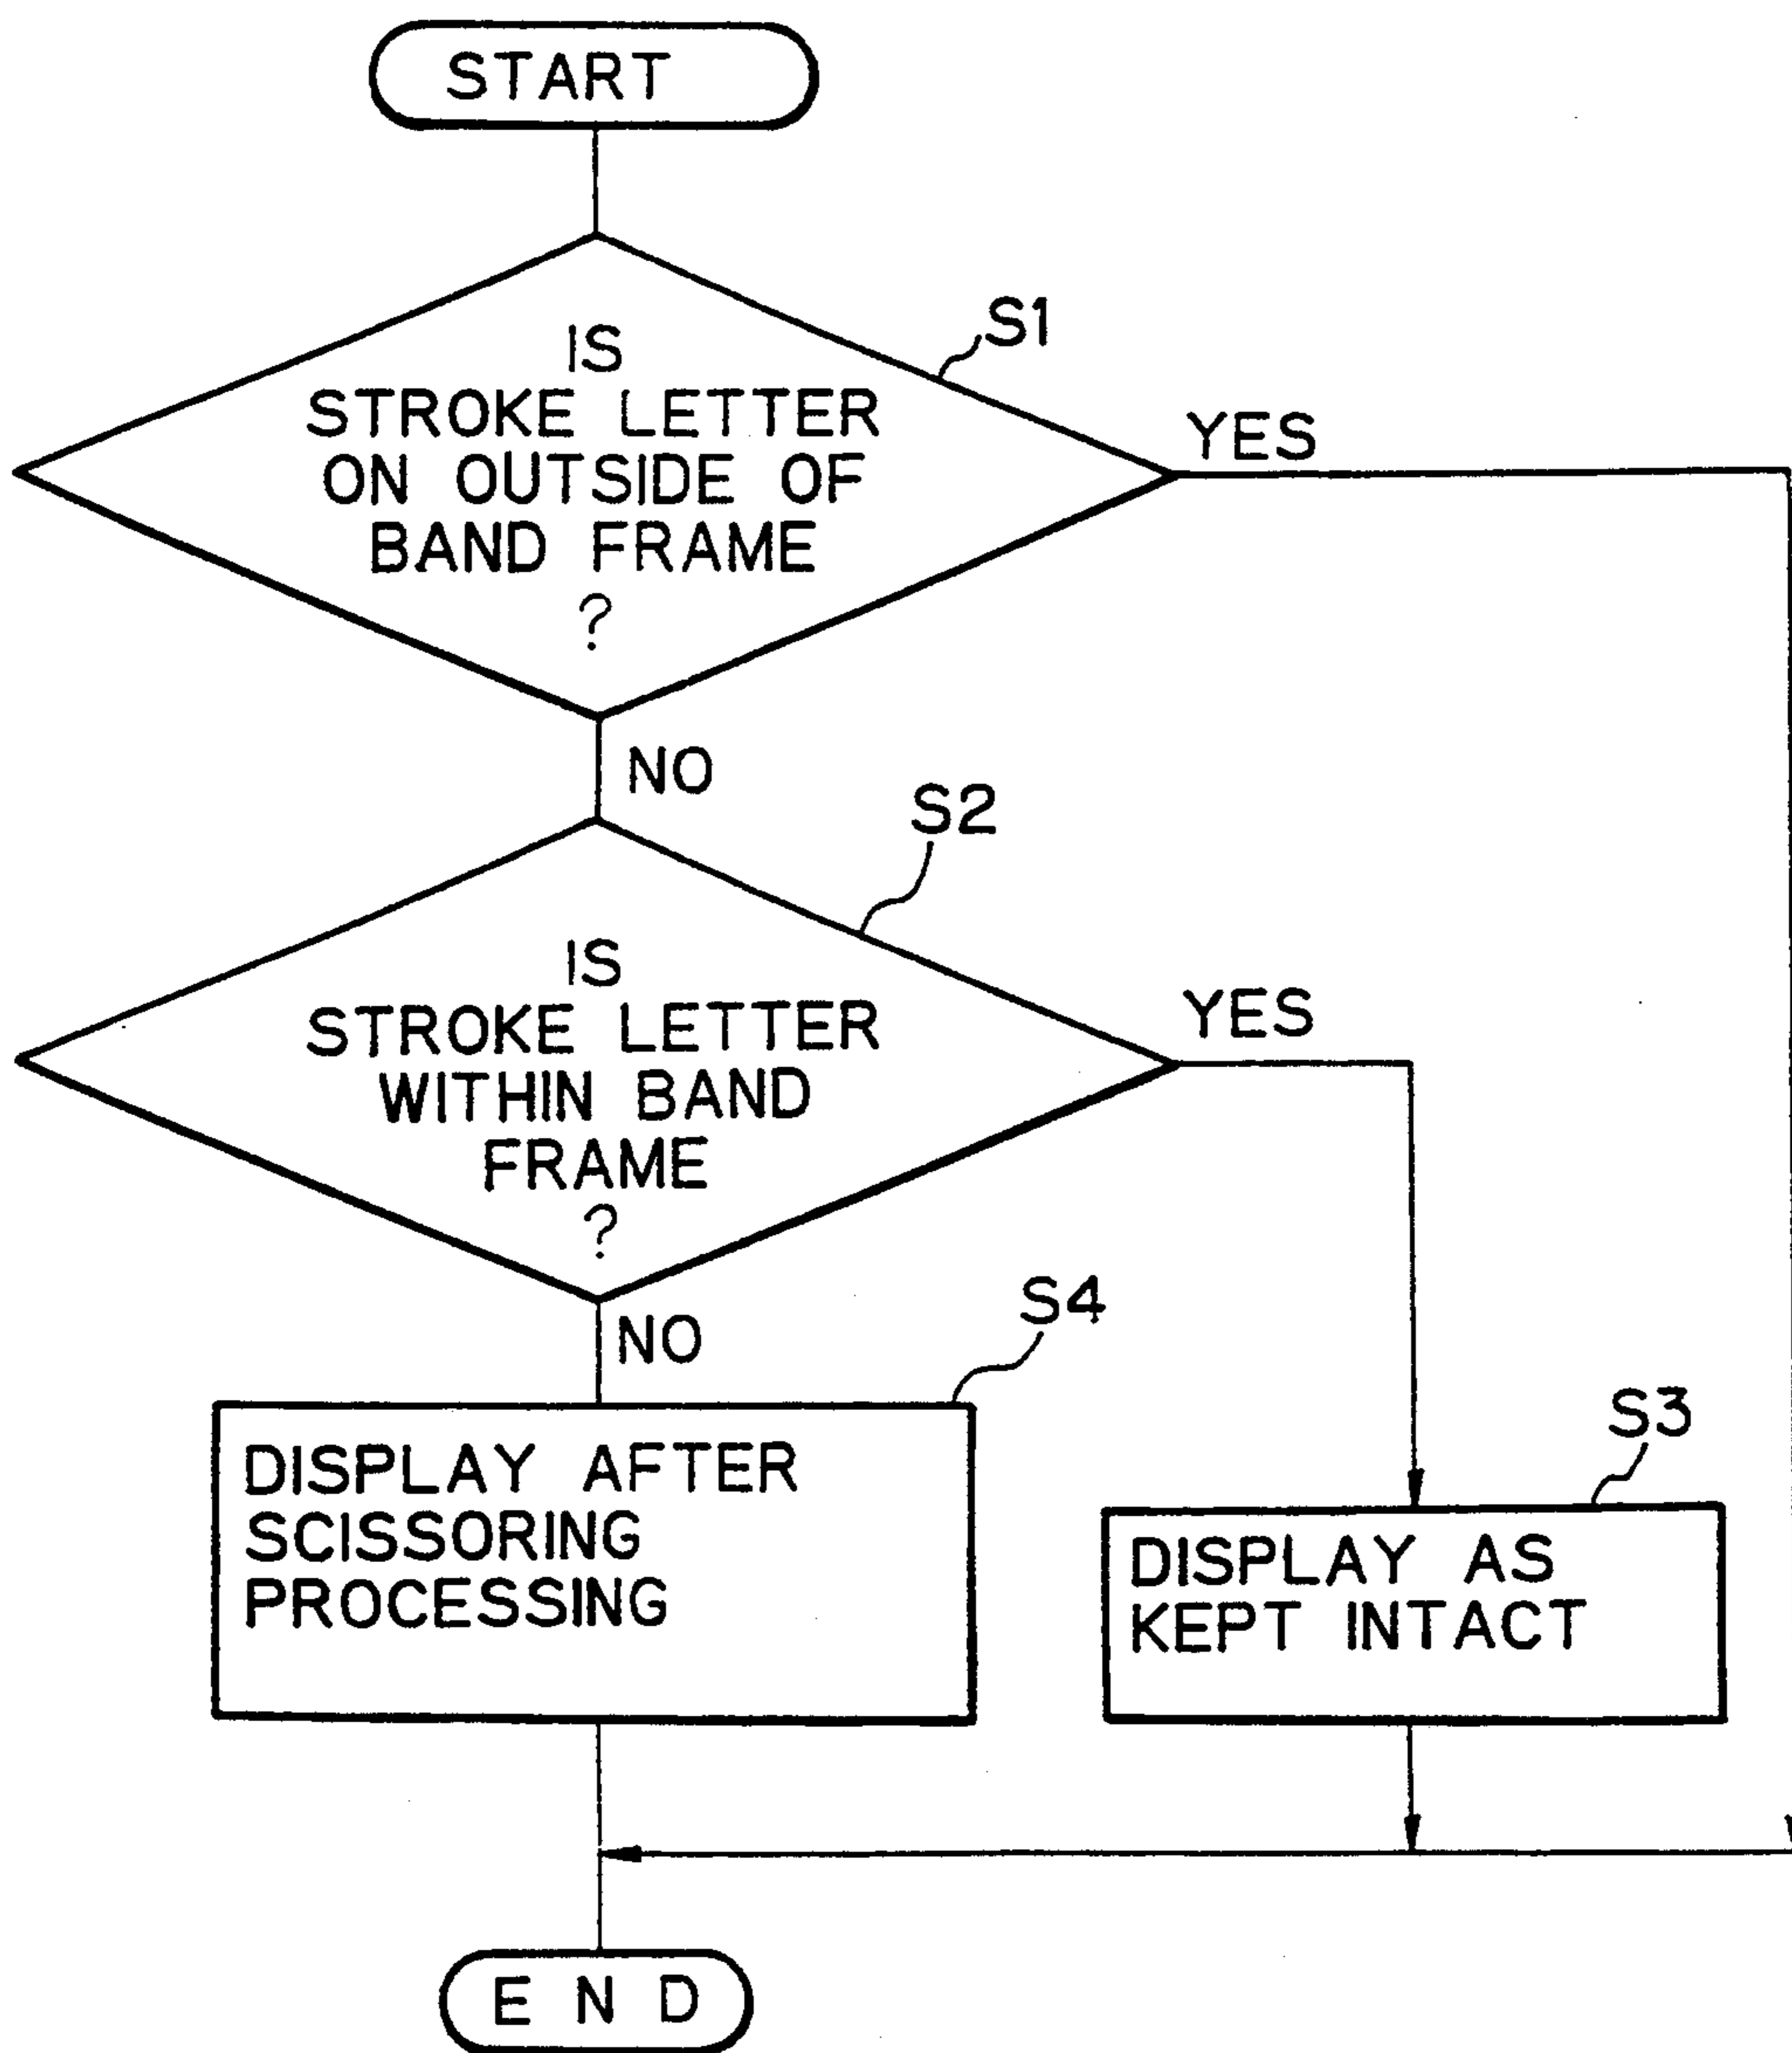 START
S1
IS
STROKE LETTER
ON OUTSIDE OF
BAND FRAME
?
YES
NO
S2
IS
STROKE LETTER
WITHIN BAND
FRAME
?
YES
NO
S4
DISPLAY AFTER
SCISSORING
PROCESSING
S3
DISPLAY AS
KEPT INTACT
END